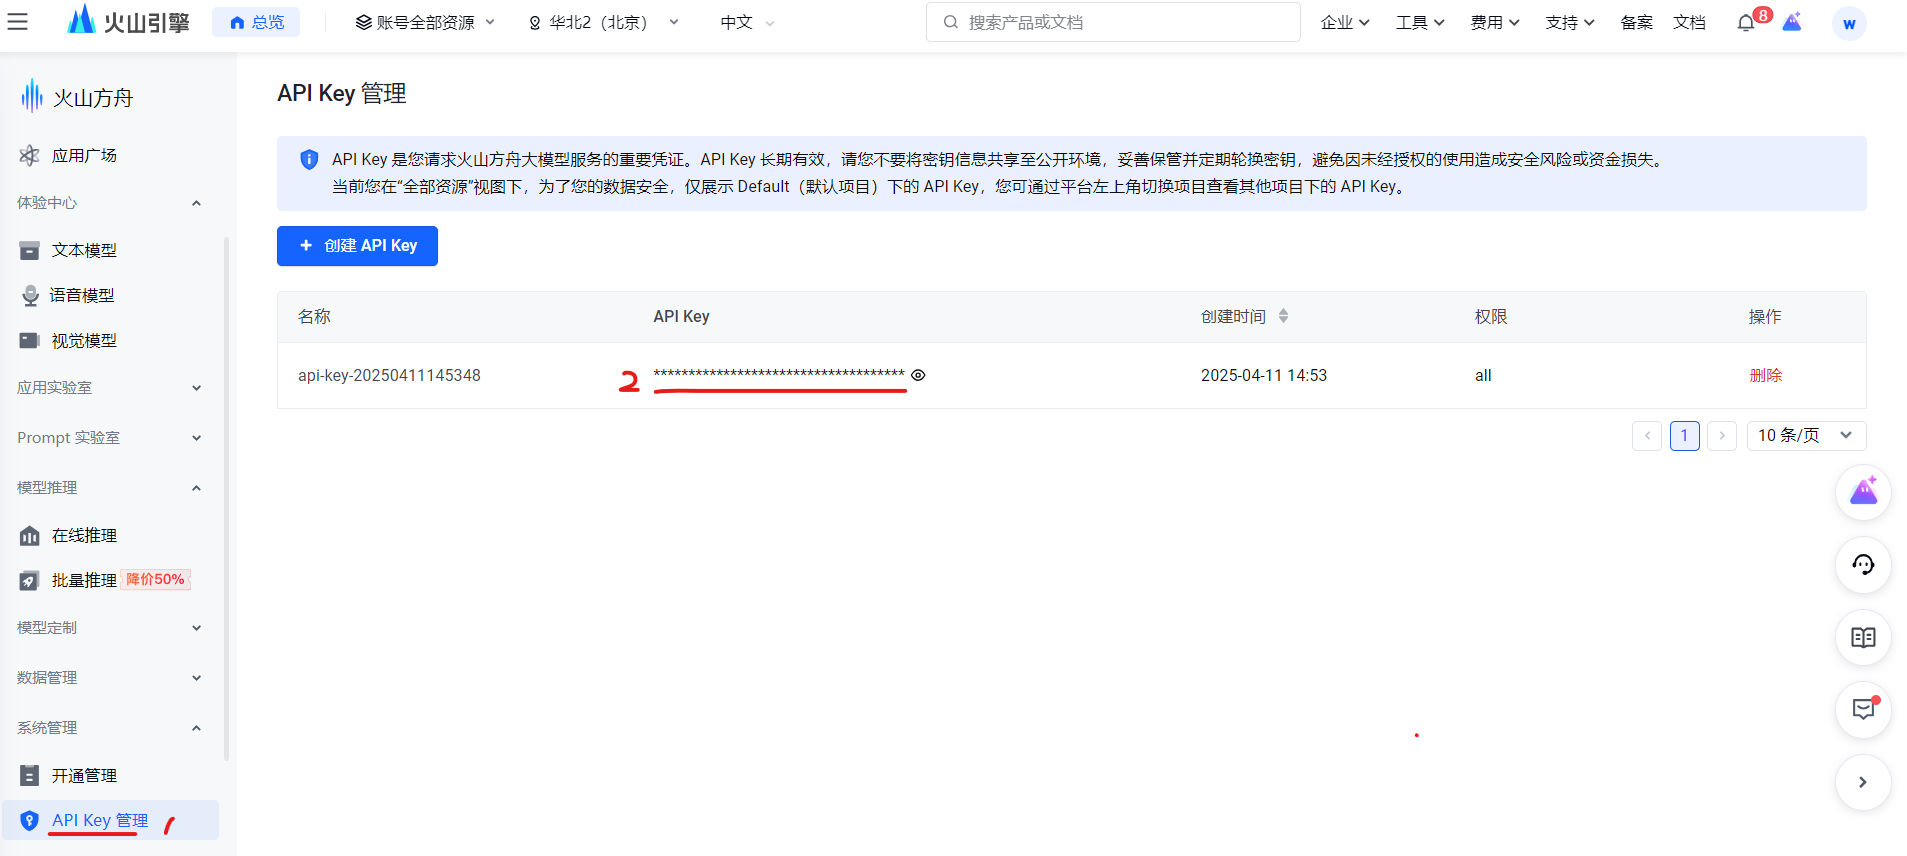 火山引擎 总览 账号全部资源 华北2（北京） 中文 搜索产品或文档 企业 工具 费用 支持 备案 文档 8 w
火山方舟
应用广场
体验中心
文本模型
语音模型
视觉模型
应用实验室
Prompt 实验室
模型推理
在线推理
批量推理 降价50%
模型定制
数据管理
系统管理
开通管理
API Key 管理 1
API Key 管理
API Key 是您请求火山方舟大模型服务的重要凭证。API Key 长期有效，请您不要将密钥信息共享至公开环境，妥善保管并定期轮换密钥，避免因未经授权的使用造成安全风险或资金损失。
当前您在“全部资源”视图下，为了您的数据安全，仅展示 Default（默认项目）下的 API Key，您可通过平台左上角切换项目查看其他项目下的 API Key。
+ 创建 API Key
名称 API Key 创建时间 权限 操作
api-key-20250411145348 2 ************************************ 2025-04-11 14:53 all 删除
1 10 条/页